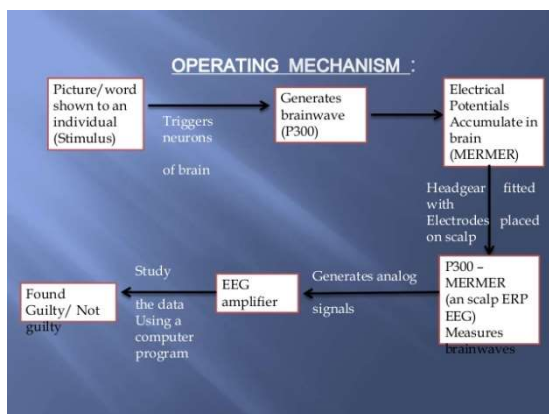 OPERATING MECHANISM :
Picture/word
shown to an
individual
(Stimulus)
Triggers
neurons
of brain
Generates
brainwave
(P300)
Electrical
Potentials
Accumulate in
brain
(MERMER)
Headgear fitted
with
Electrodes placed
on scalp
P300 –
MERMER
(an scalp ERP
EEG)
Measures
brainwaves
Generates analog
signals
EEG
amplifier
Study
the data
Using a
computer
program
Found
Guilty/ Not
guilty